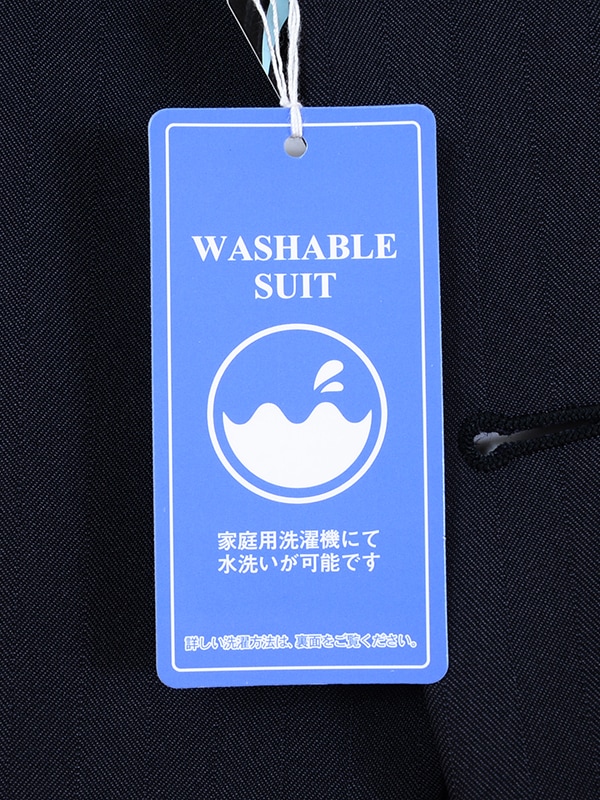 WASHABLE
SUIT
家庭用洗濯機にて
水洗いが可能です
詳しい洗濯方法は、裏面をご覧ください。